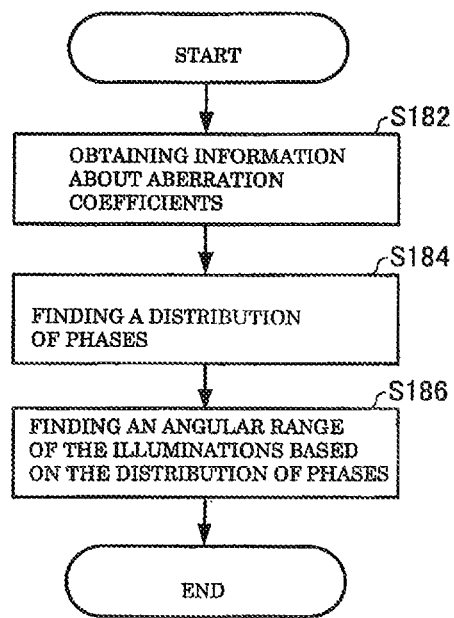 START
S182
OBTAINING INFORMATION
ABOUT ABERRATION
COEFFICIENTS
S184
FINDING A DISTRIBUTION
OF PHASES
S186
FINDING AN ANGULAR RANGE
OF THE ILLUMINATIONS BASED
ON THE DISTRIBUTION OF PHASES
END